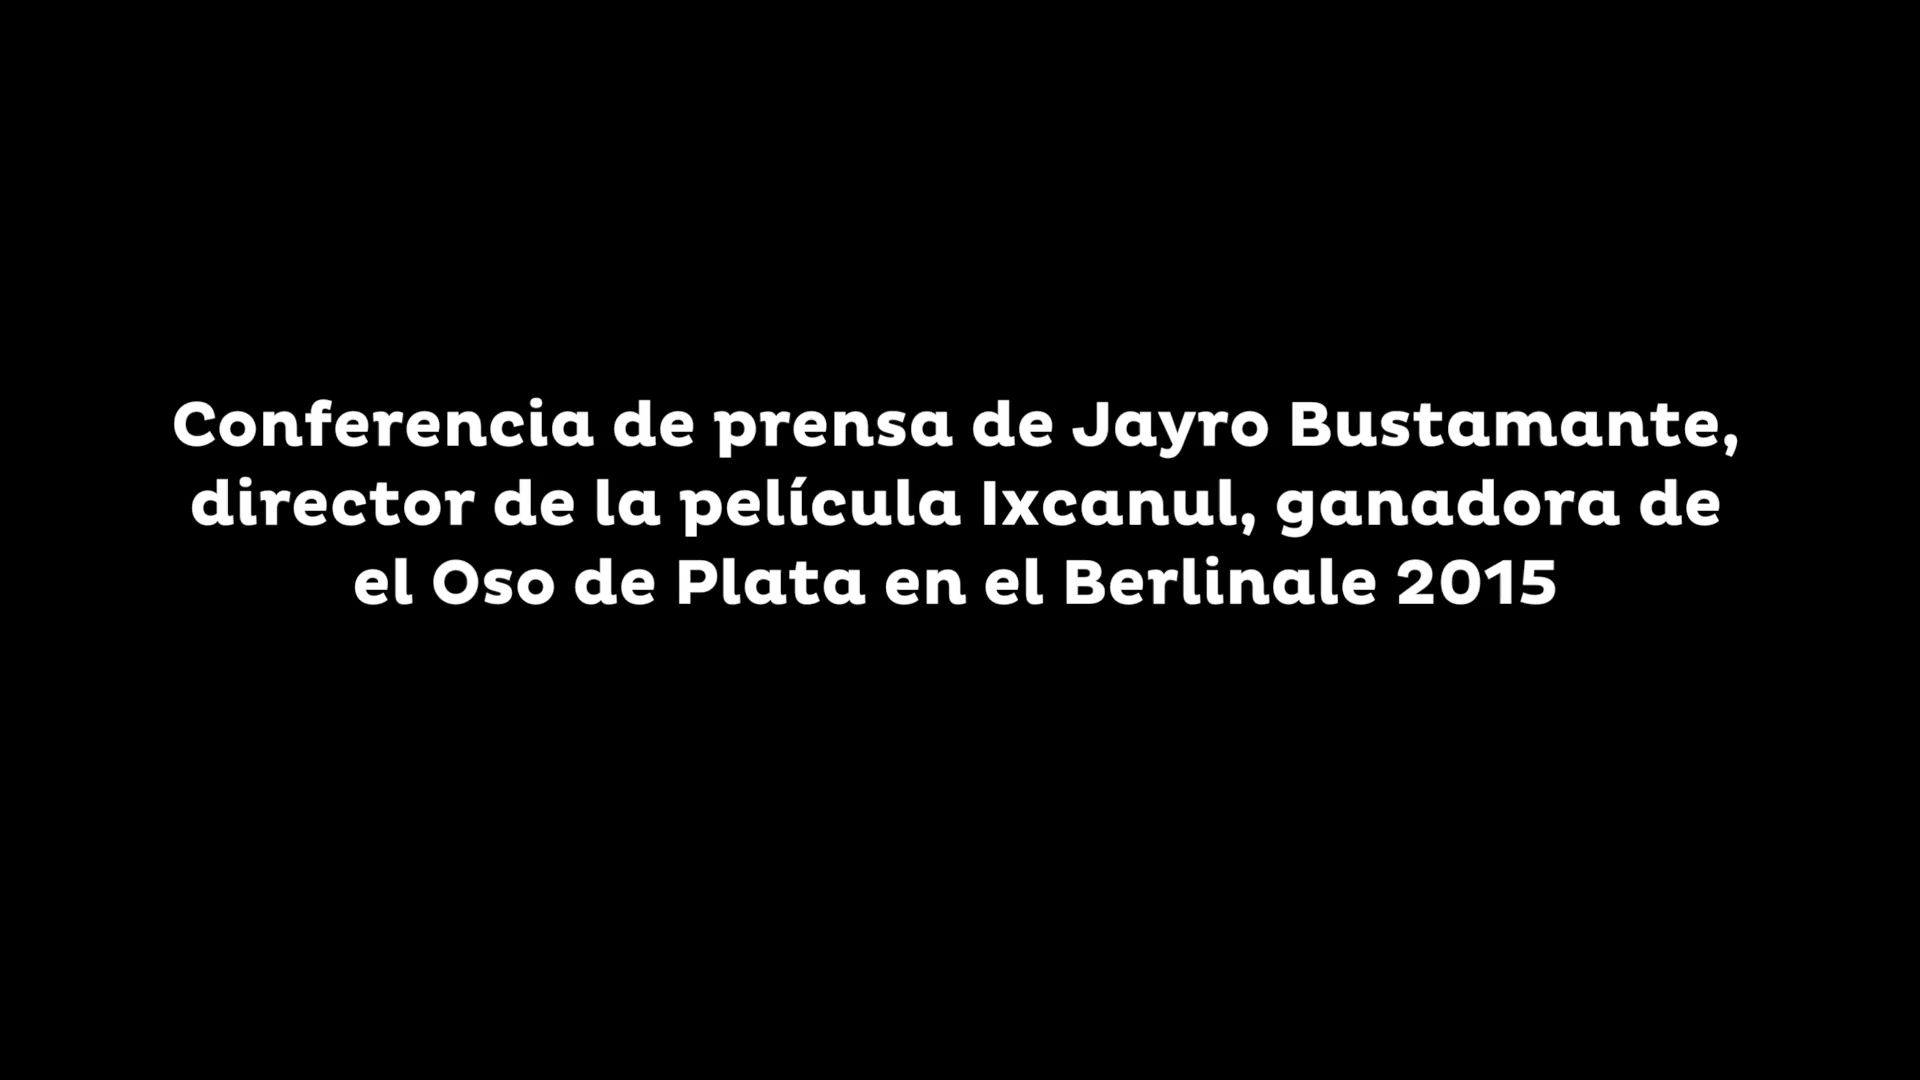 Conferencia de prensa de Jayro Bustamante,
director de la película Ixcanul, ganadora de
el Oso de Plata en el Berlinale 2015